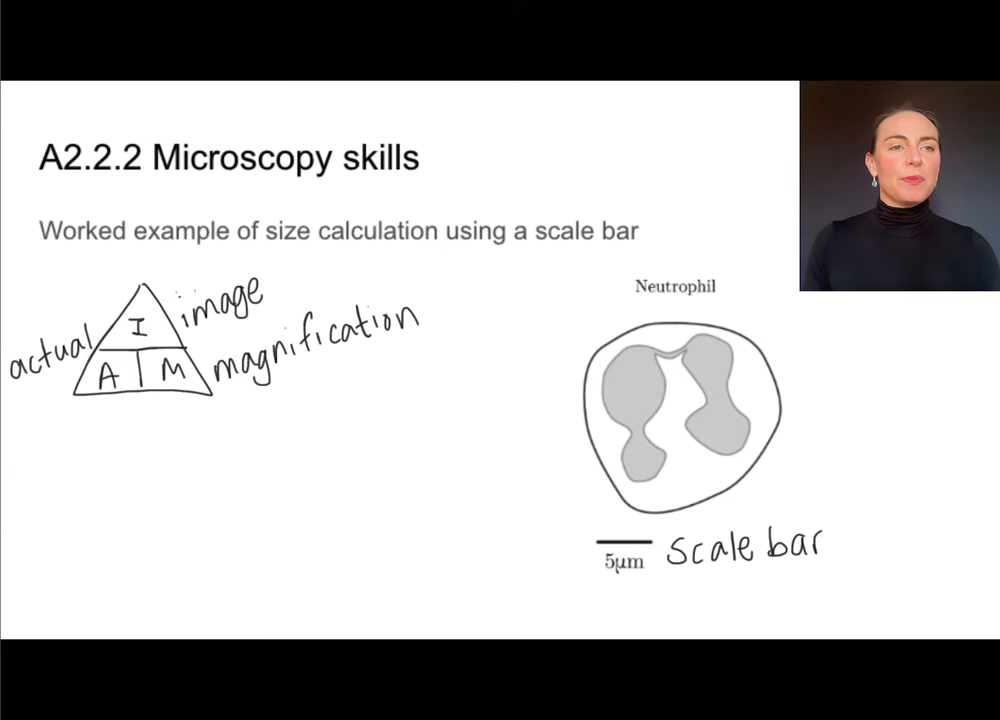 A2.2.2 Microscopy skills
Worked example of size calculation using a scale bar
actual
I
image
A
M
magnification
Neutrophil
5µm
scale bar